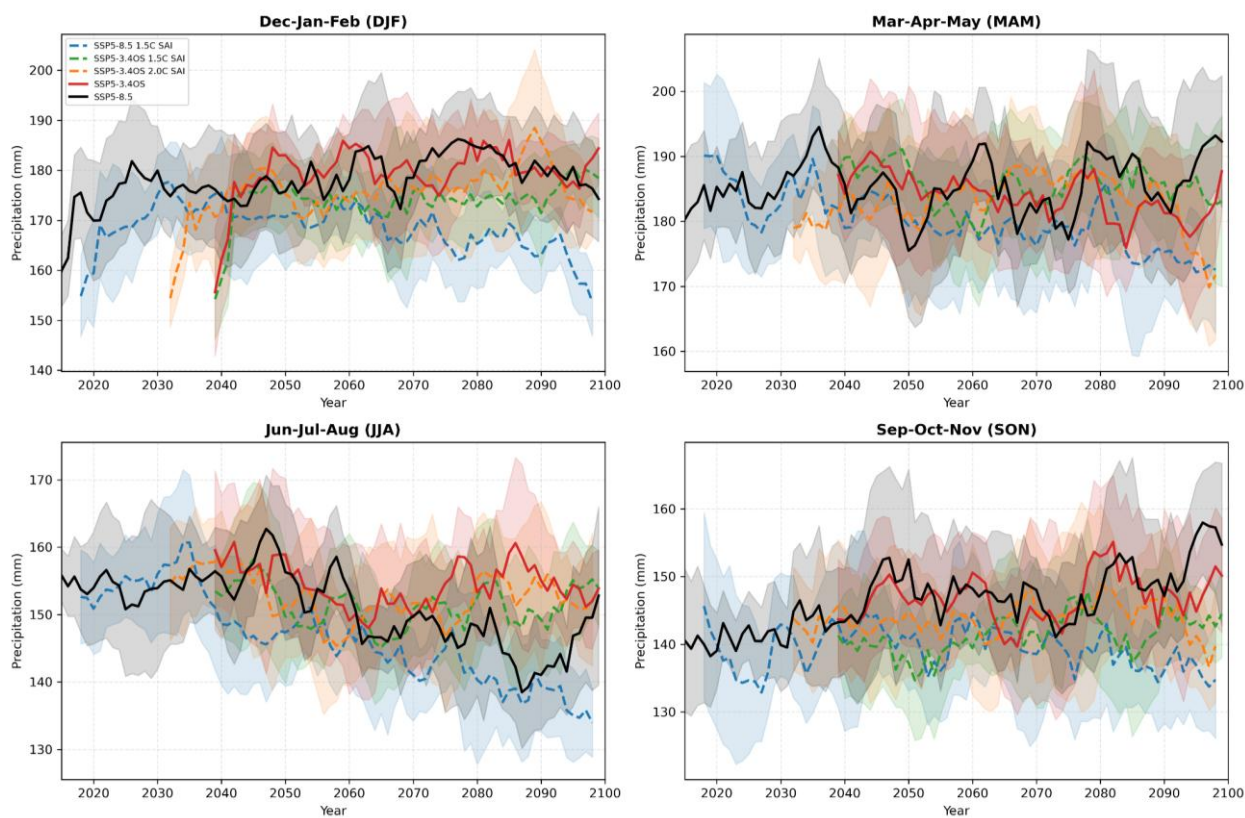 Dec-Jan-Feb (DJF)
Precipitation (mm)
200
190
180
170
160
150
140
SSP5-8.5 1.5C SAI
SSP5-3.4OS 1.5C SAI
SSP5-3.4OS 2.0C SAI
SSP5-3.4OS
SSP5-8.5
2020 2030 2040 2050 2060 2070 2080 2090 2100
Year
Mar-Apr-May (MAM)
Precipitation (mm)
200
190
180
170
160
2020 2030 2040 2050 2060 2070 2080 2090 2100
Year
Jun-Jul-Aug (JJA)
Precipitation (mm)
170
160
150
140
130
2020 2030 2040 2050 2060 2070 2080 2090 2100
Year
Sep-Oct-Nov (SON)
Precipitation (mm)
160
150
140
130
2020 2030 2040 2050 2060 2070 2080 2090 2100
Year